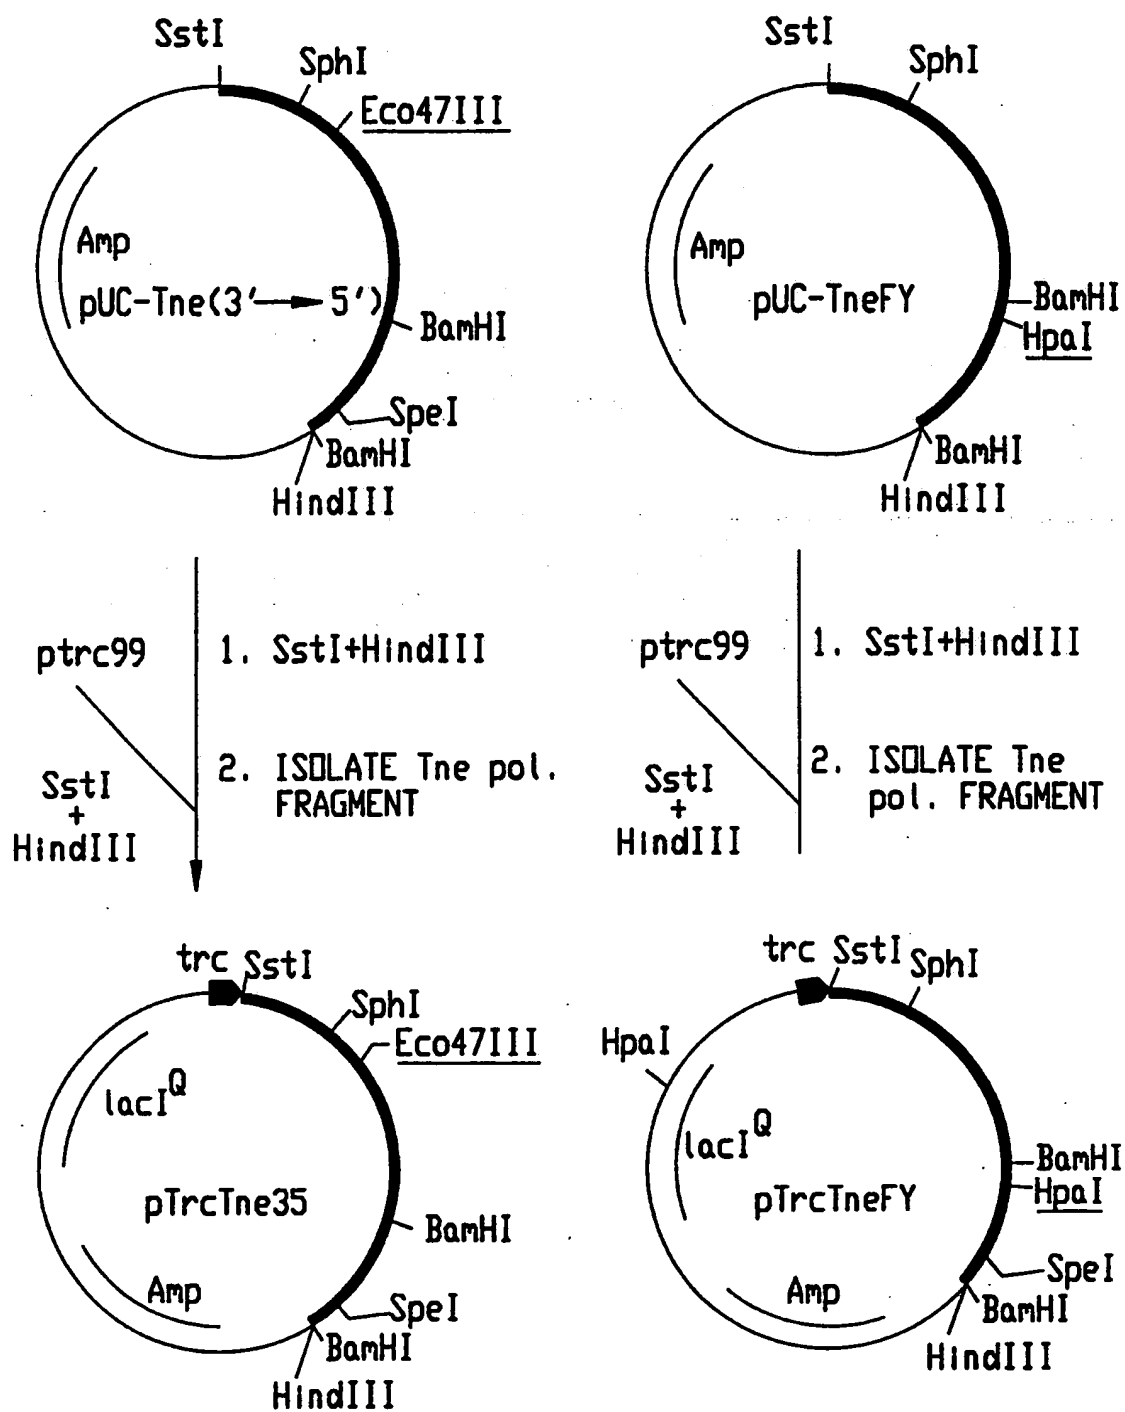 SstI
SphI
Eco47III
Amp
pUC-Tne(3' → 5')
BamHI
SpeI
BamHI
HindIII
SstI
SphI
Amp
pUC-TneFY
BamHI
HpaI
BamHI
HindIII
ptrc99
1. SstI+HindIII
2. ISOLATE Tne pol.
FRAGMENT
SstI
+
HindIII
ptrc99
1. SstI+HindIII
2. ISOLATE Tne
pol. FRAGMENT
SstI
+
HindIII
trc
SstI
SphI
Eco47III
lacI^Q
pTrcTne35
BamHI
Amp
SpeI
BamHI
HindIII
trc
SstI
SphI
HpaI
lacI^Q
BamHI
HpaI
pTrcTneFY
SpeI
Amp
BamHI
HindIII